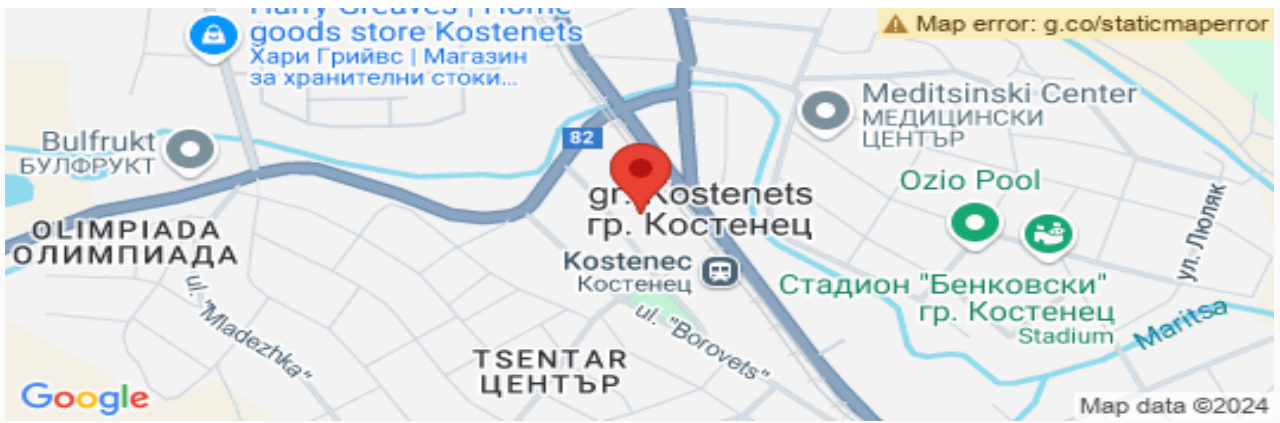 Harry Greaves | Home
goods store Kostenets
Хари Грийвс | Магазин
за хранителни стоки...
Map error: g.co/staticmaperror
Meditsinski Center
МЕДИЦИНСКИ
ЦЕНТЪР
82
Bulfrukt
БУЛФРУКТ
Ozio Pool
gr. Kostenets
гр. Костенец
ул. Люляк
OLIMPIADA
ОЛИМПИАДА
Kostenec
Костенец
Стадион "Бенковски"
гр. Костенец
Stadium
Maritsa
ul. "Mladezhka"
ul. "Borovets"
TSENTAR
ЦЕНТЪР
Google
Map data ©2024